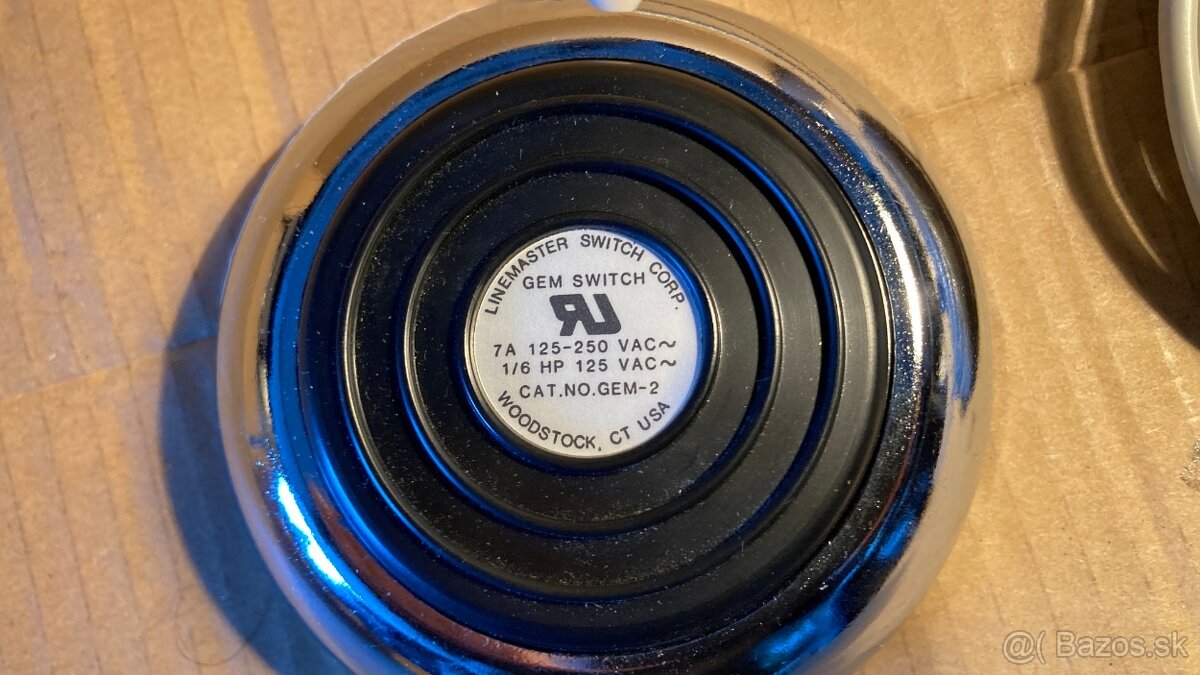 LINEMASTER SWITCH CORP.
GEM SWITCH
UR
7A 125-250 VAC~
1/6 HP 125 VAC~
CAT.NO.GEM-2
WOODSTOCK, CT USA
@( Bazos.sk